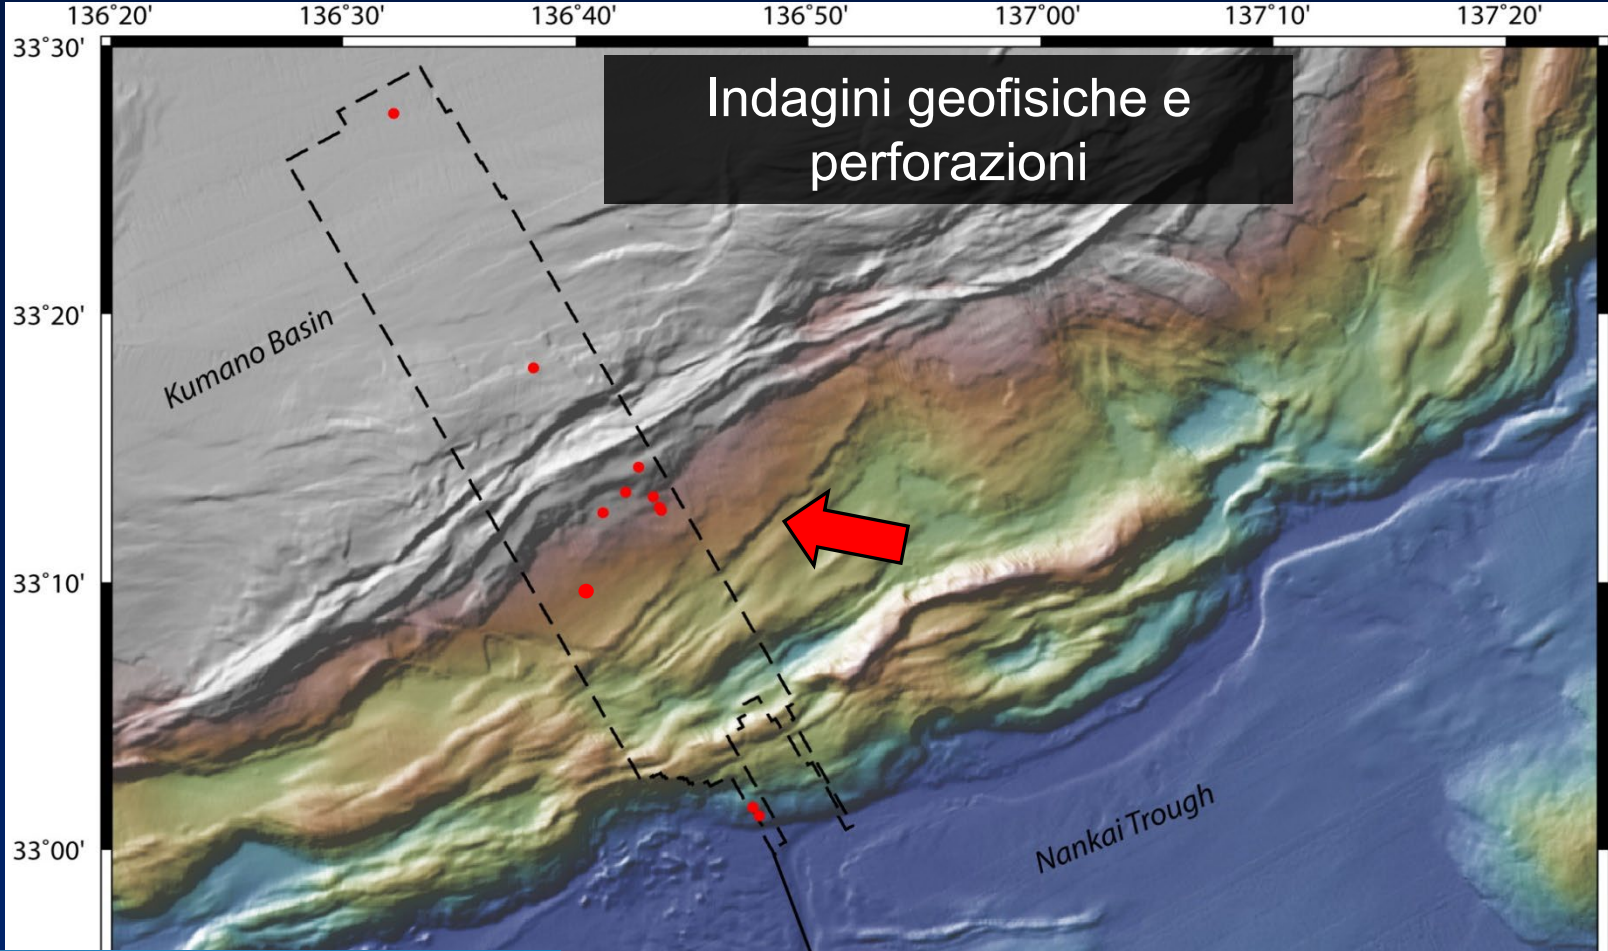 136˚20' 136˚30' 136˚40' 136˚50' 137˚00' 137˚10' 137˚20'
33˚30'
Indagini geofisiche e
perforazioni
33˚20'
Kumano Basin
33˚10'
Nankai Trough
33˚00'